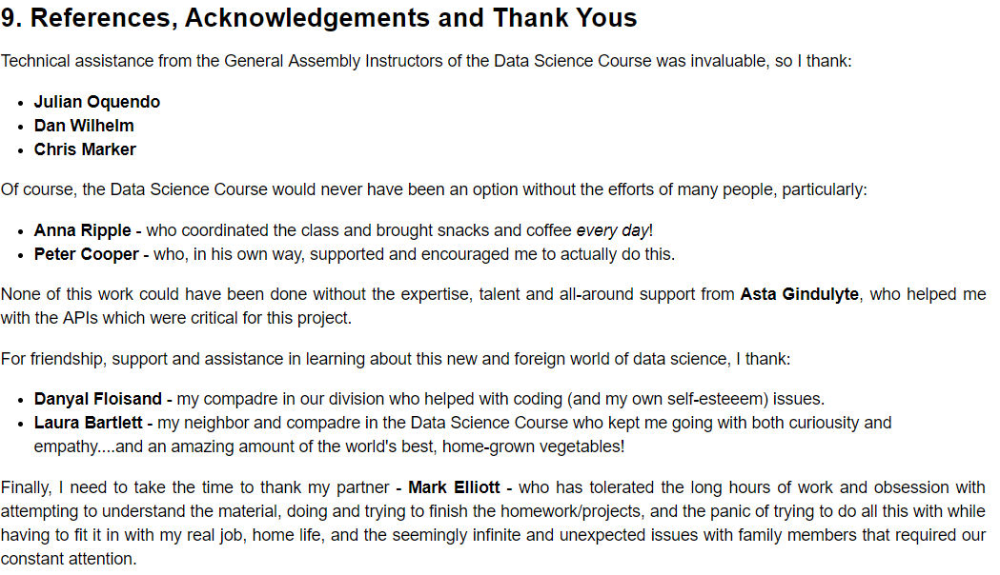 9. References, Acknowledgements and Thank Yous
Technical assistance from the General Assembly Instructors of the Data Science Course was invaluable, so I thank:
• Julian Oquendo
• Dan Wilhelm
• Chris Marker
Of course, the Data Science Course would never have been an option without the efforts of many people, particularly:
• Anna Ripple - who coordinated the class and brought snacks and coffee every day!
• Peter Cooper - who, in his own way, supported and encouraged me to actually do this.
None of this work could have been done without the expertise, talent and all-around support from Asta Gindulyte, who helped me
with the APIs which were critical for this project.
For friendship, support and assistance in learning about this new and foreign world of data science, I thank:
• Danyal Floisand - my compadre in our division who helped with coding (and my own self-esteeem) issues.
• Laura Bartlett - my neighbor and compadre in the Data Science Course who kept me going with both curiousity and
empathy....and an amazing amount of the world's best, home-grown vegetables!
Finally, I need to take the time to thank my partner - Mark Elliott - who has tolerated the long hours of work and obsession with
attempting to understand the material, doing and trying to finish the homework/projects, and the panic of trying to do all this with while
having to fit it in with my real job, home life, and the seemingly infinite and unexpected issues with family members that required our
constant attention.